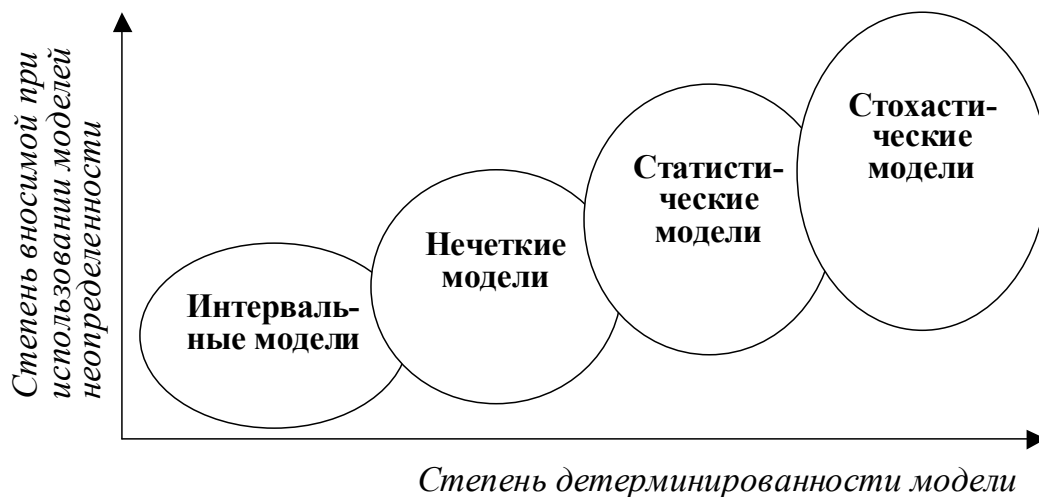 Степень вносимой при
использовании моделей
неопределенности
Стохасти-
ческие
модели
Статисти-
ческие
модели
Нечеткие
модели
Интерваль-
ные модели
Степень детерминированности модели